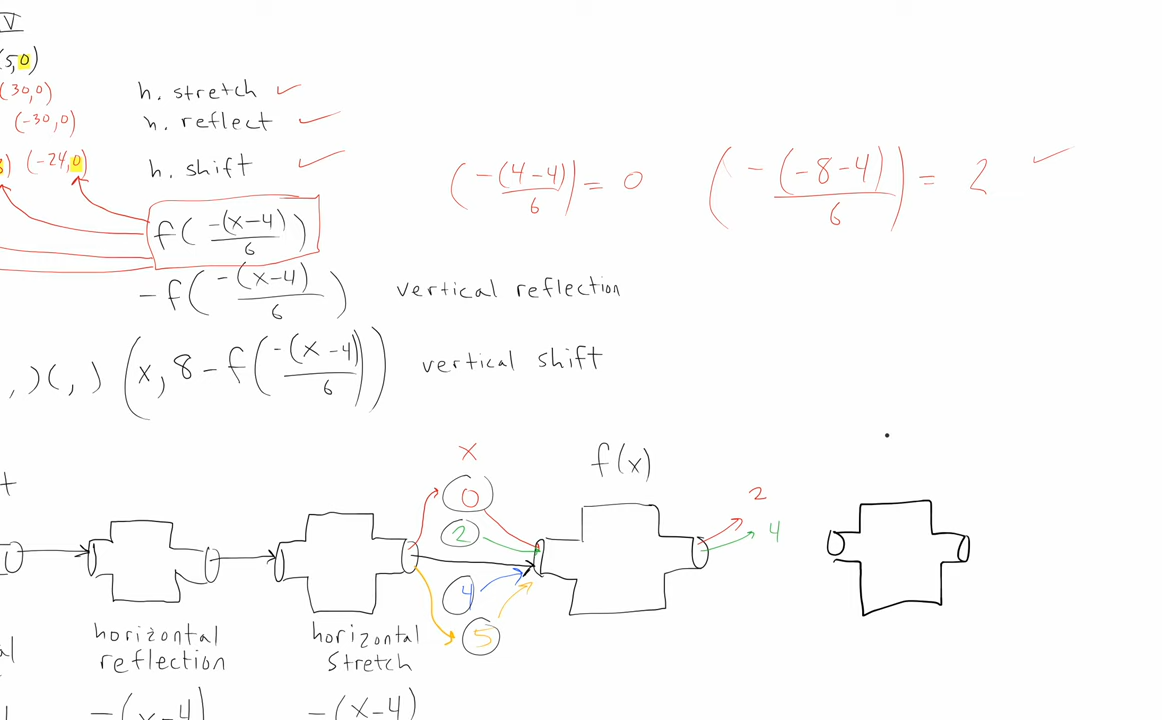 V
(5,0)
(30,0) h. stretch ✓
(-30,0) h. reflect ✓
) (-24,0) h. shift ✓
(-(4-4)/6) = 0 (-(-8-4)/6) = 2 ✓
f(-(x-4)/6)
-f(-(x-4)/6) vertical reflection
, )( , ) (x, 8-f(-(x-4)/6)) vertical shift
x f(x)
t
0 2
2 4
4
5
horizontal reflection
horizontal stretch
-(x-4) -(x-4)